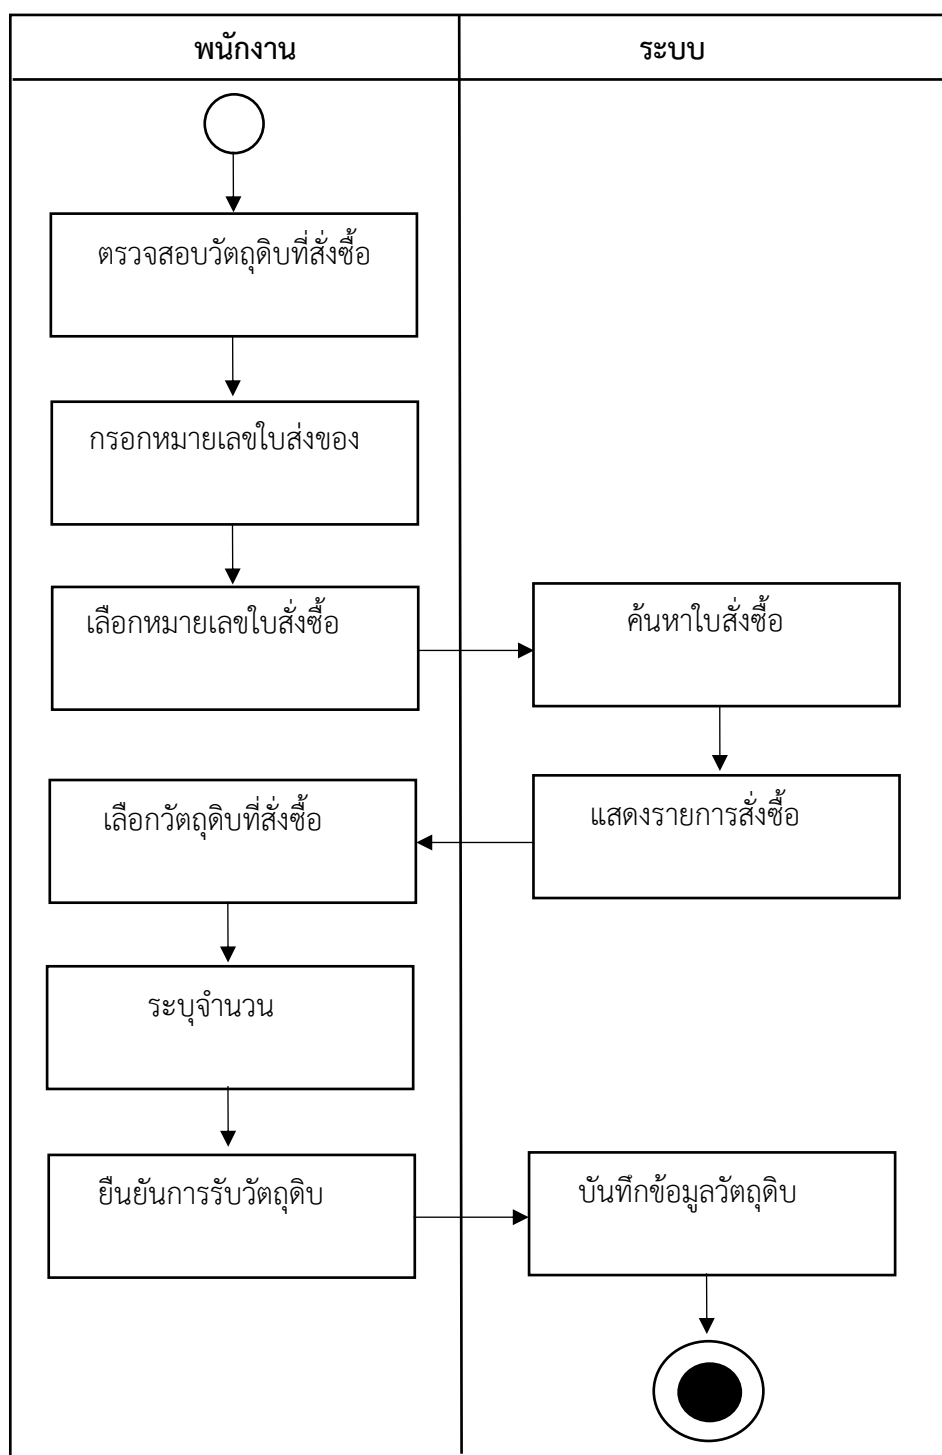 พนักงาน
ระบบ
ตรวจสอบวัตถุดิบที่สั่งซื้อ
กรอกหมายเลขใบส่งของ
เลือกหมายเลขใบสั่งซื้อ
ค้นหาใบสั่งซื้อ
แสดงรายการสั่งซื้อ
เลือกวัตถุดิบที่สั่งซื้อ
ระบุจำนวน
ยืนยันการรับวัตถุดิบ
บันทึกข้อมูลวัตถุดิบ